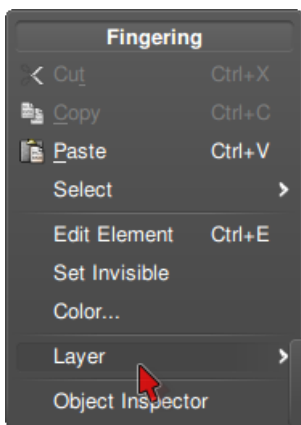 Fingering
Cut Ctrl+X
Copy Ctrl+C
Paste Ctrl+V
Select
Edit Element Ctrl+E
Set Invisible
Color...
Layer
Object Inspector